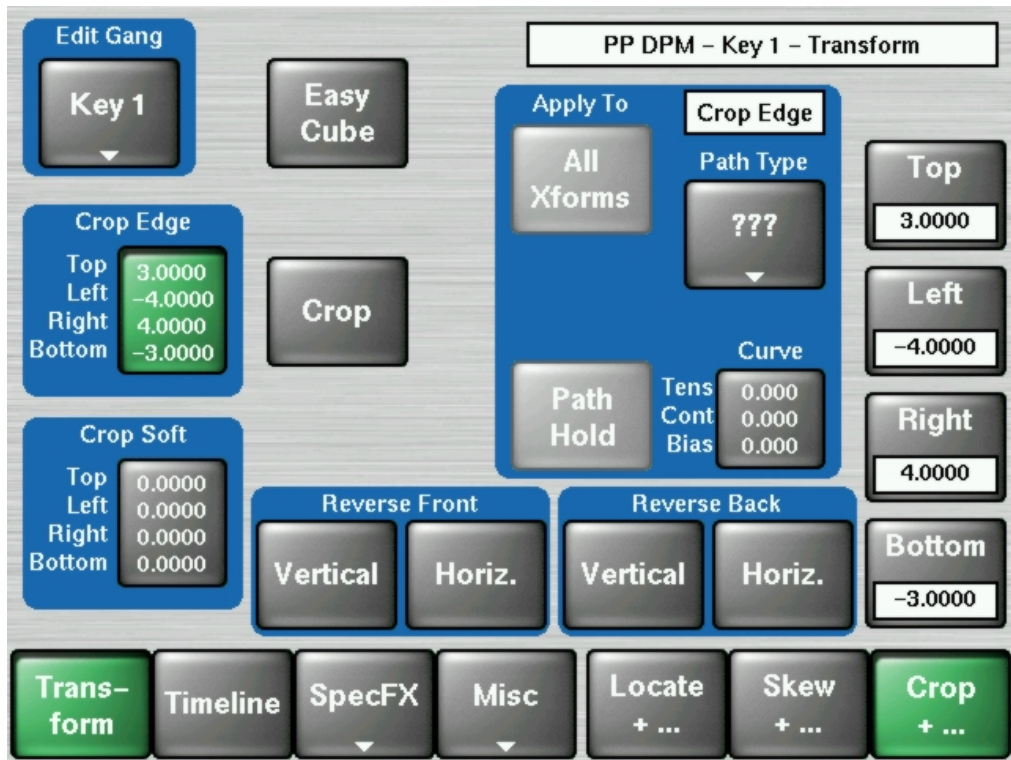 Edit Gang
Key 1
Easy
Cube
PP DPM – Key 1 – Transform
Apply To
Crop Edge
All
Xforms
Path Type
???
Path
Hold
Curve
Tens 0.000
Cont 0.000
Bias 0.000
Top
3.0000
Left
-4.0000
Right
4.0000
Bottom
-3.0000
Crop Edge
Top 3.0000
Left -4.0000
Right 4.0000
Bottom -3.0000
Crop
Crop Soft
Top 0.0000
Left 0.0000
Right 0.0000
Bottom 0.0000
Reverse Front
Vertical
Horiz.
Reverse Back
Vertical
Horiz.
Trans-
form
Timeline
SpecFX
Misc
Locate
+ ...
Skew
+ ...
Crop
+ ...